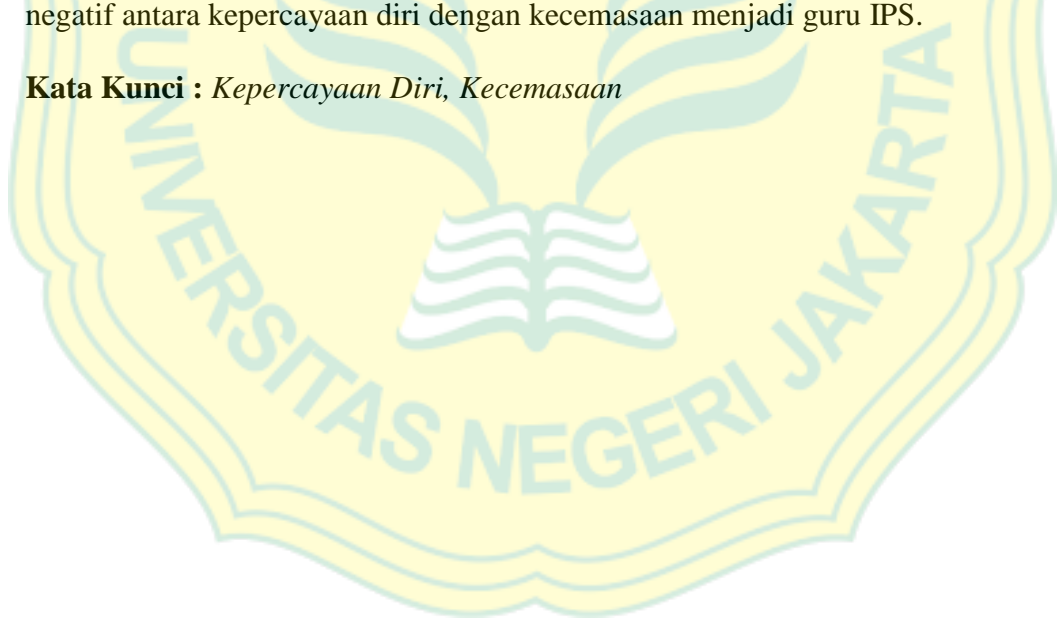 negatif antara kepercayaan diri dengan kecemasaan menjadi guru IPS.
Kata Kunci : Kepercayaan Diri, Kecemasaan
UNIVERSITAS NEGERI JAKARTA